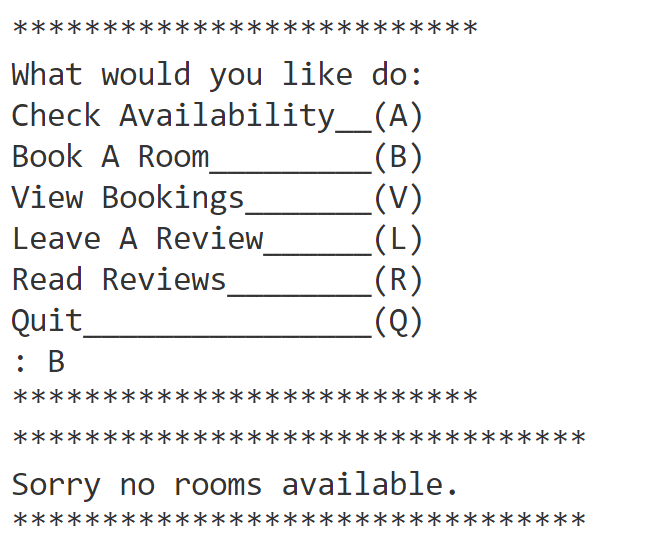 **************************
What would you like do:
Check Availability__(A)
Book A Room_________(B)
View Bookings_______(V)
Leave A Review______(L)
Read Reviews________(R)
Quit________________(Q)
: B
**************************
********************************
Sorry no rooms available.
********************************